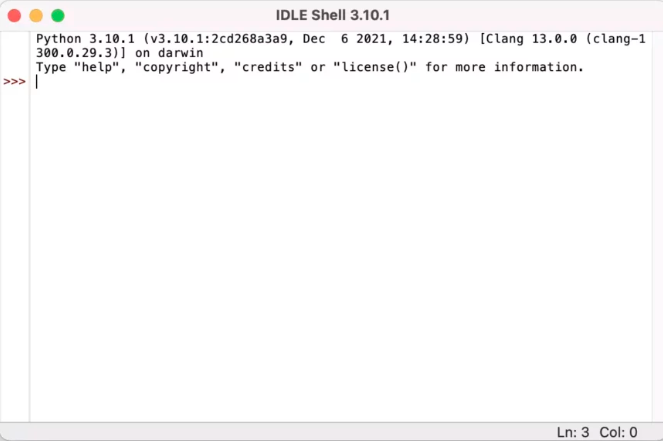 IDLE Shell 3.10.1
Python 3.10.1 (v3.10.1:2cd268a3a9, Dec  6 2021, 14:28:59) [Clang 13.0.0 (clang-1
300.0.29.3)] on darwin
Type "help", "copyright", "credits" or "license()" for more information.
>>>
Ln: 3  Col: 0